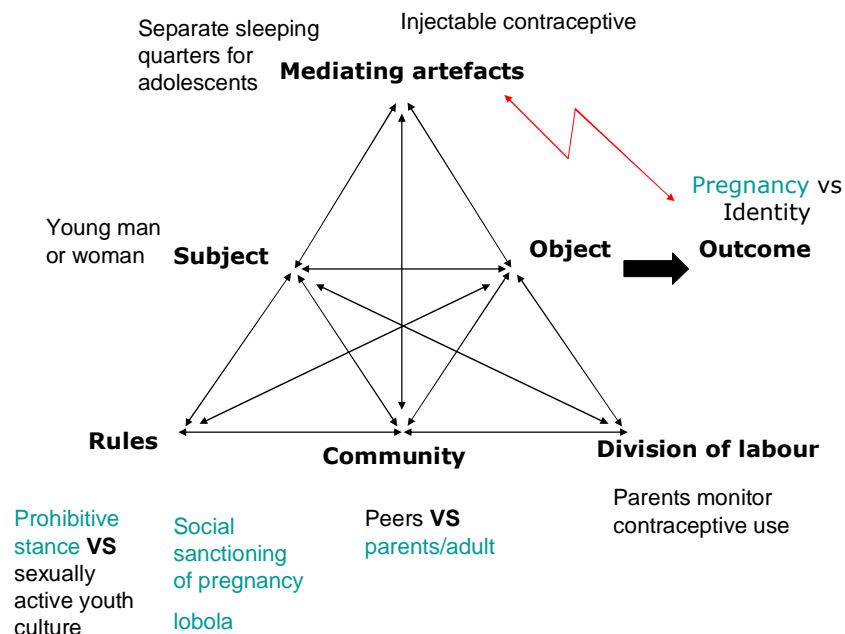 Separate sleeping
quarters for
adolescents
Injectable contraceptive
Mediating artefacts
Pregnancy vs
Identity
Young man
or woman
Subject
Object
Outcome
Rules
Community
Division of labour
Prohibitive
stance VS
sexually
active youth
culture
Social
sanctioning
of pregnancy
lobola
Peers VS
parents/adult
Parents monitor
contraceptive use